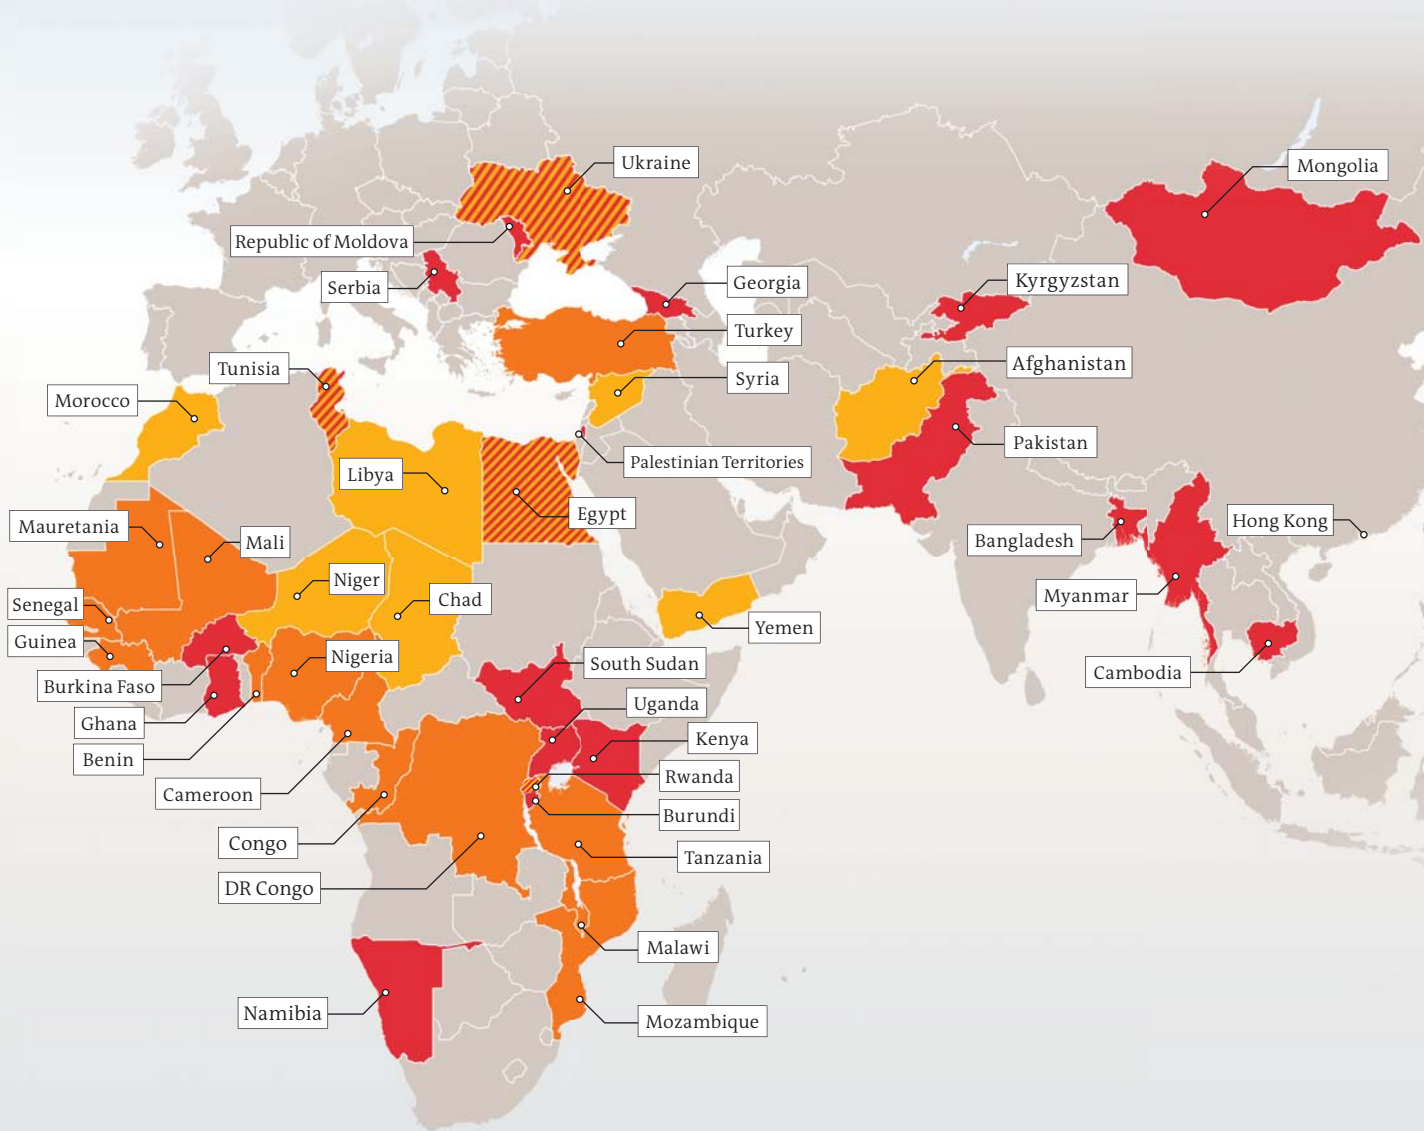 Ukraine
Mongolia
Republic of Moldova
Serbia
Georgia
Kyrgyzstan
Turkey
Tunisia
Afghanistan
Syria
Morocco
Pakistan
Palestinian Territories
Libya
Egypt
Hong Kong
Mauretania
Mali
Bangladesh
Niger
Myanmar
Chad
Senegal
Yemen
Guinea
Nigeria
South Sudan
Cambodia
Burkina Faso
Uganda
Ghana
Kenya
Benin
Rwanda
Cameroon
Burundi
Congo
Tanzania
DR Congo
Malawi
Namibia
Mozambique